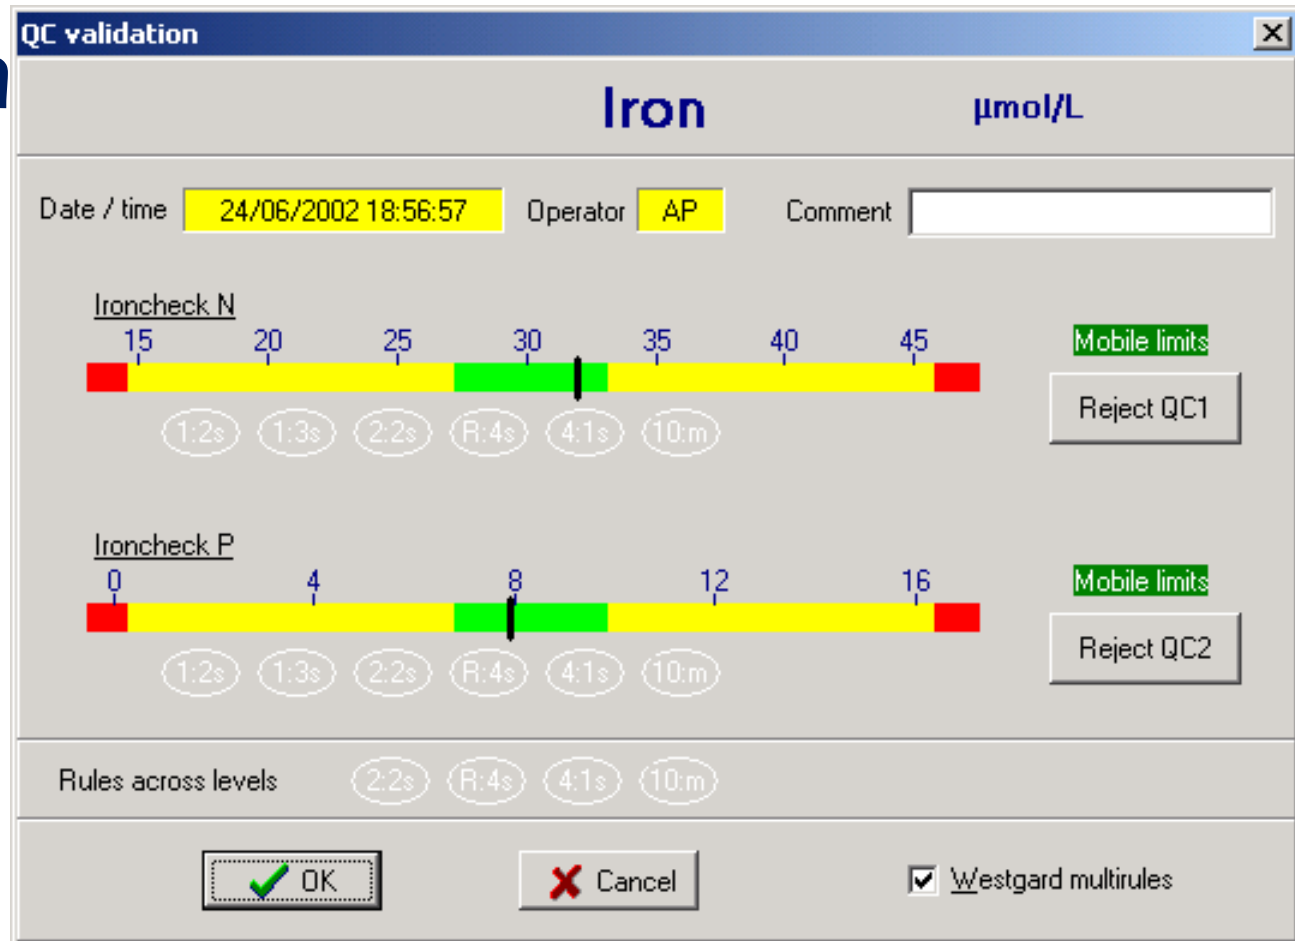 QC validation
n
Iron µmol/L
Date / time 24/06/2002 18:56:57 Operator AP Comment
Ironcheck N
15 20 25 30 35 40 45 Mobile limits
Reject QC1
1:2s 1:3s 2:2s R:4s 4:1s 10:m
Ironcheck P
0 4 8 12 16 Mobile limits
Reject QC2
1:2s 1:3s 2:2s R:4s 4:1s 10:m
Rules across levels 2:2s R:4s 4:1s 10:m
OK Cancel Westgard multirules